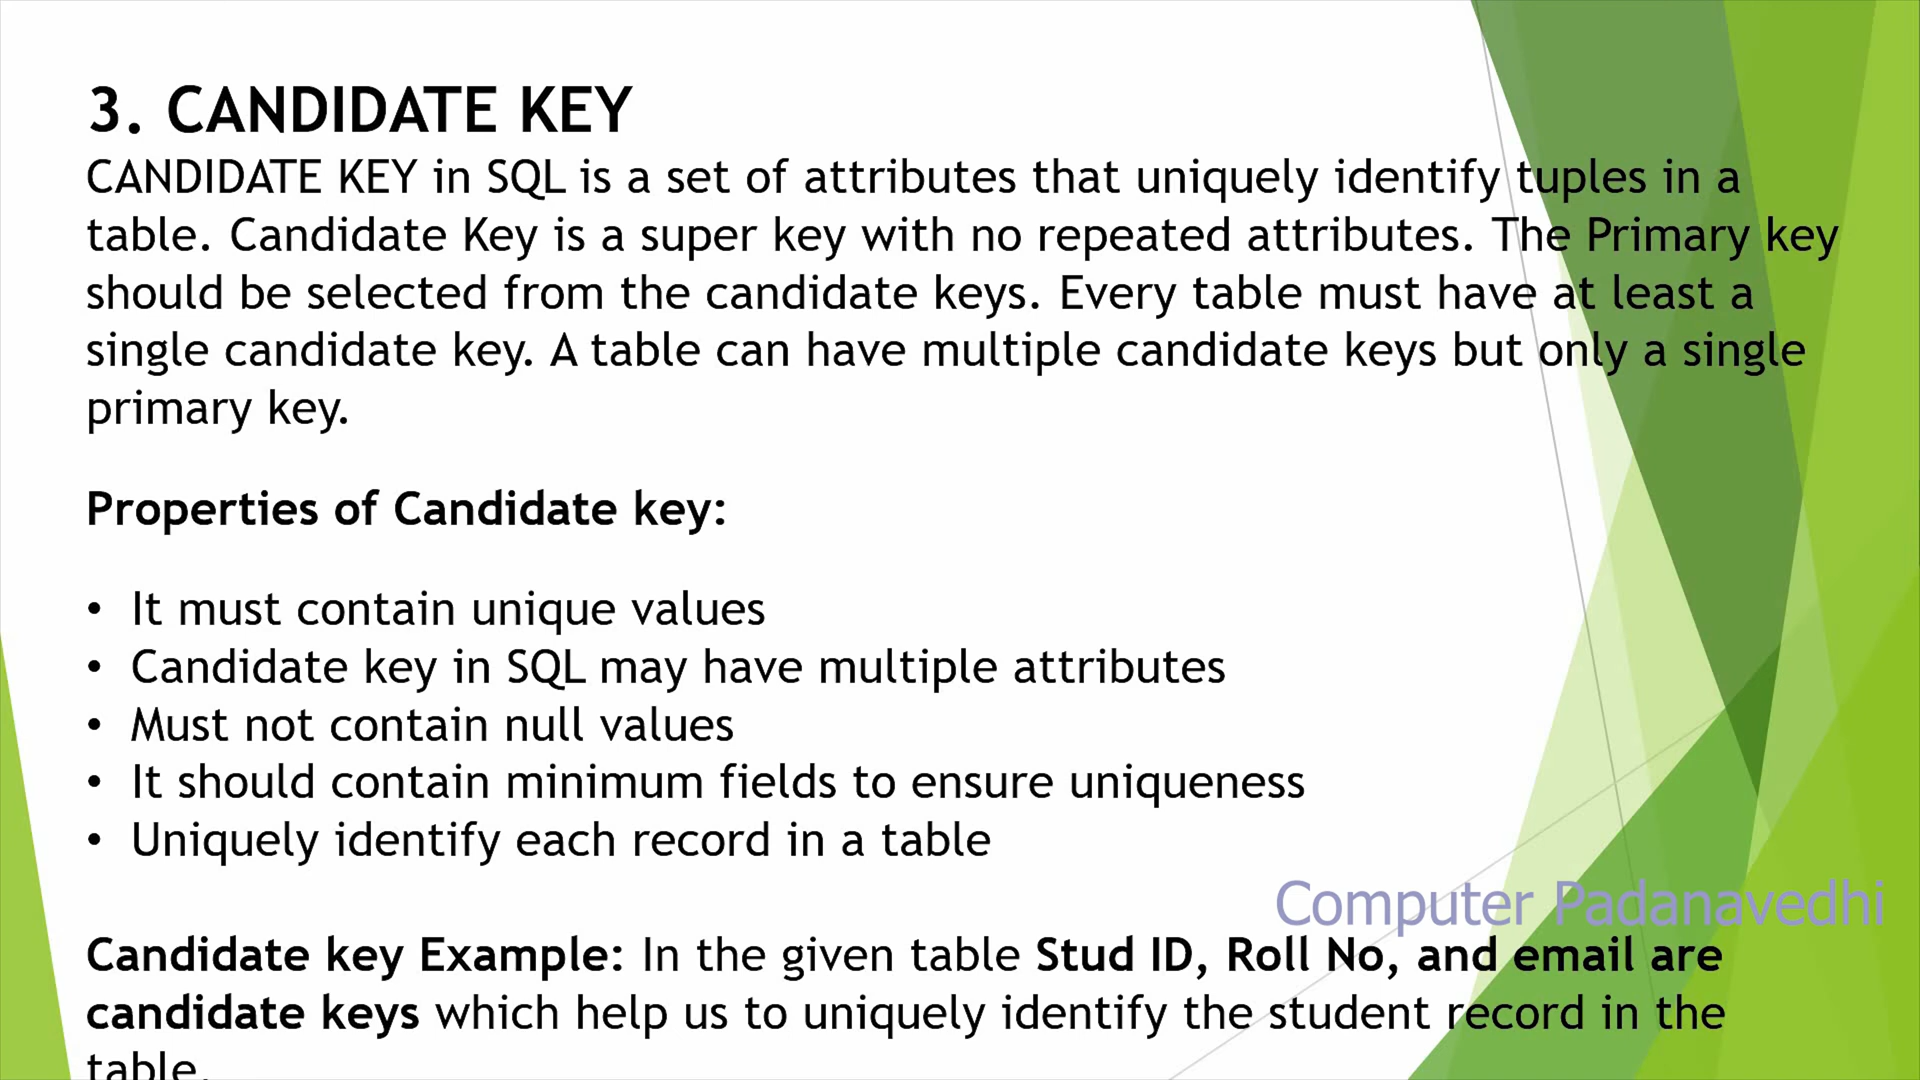 3. CANDIDATE KEY
CANDIDATE KEY in SQL is a set of attributes that uniquely identify tuples in a
table. Candidate Key is a super key with no repeated attributes. The Primary key
should be selected from the candidate keys. Every table must have at least a
single candidate key. A table can have multiple candidate keys but only a single
primary key.
Properties of Candidate key:
• It must contain unique values
• Candidate key in SQL may have multiple attributes
• Must not contain null values
• It should contain minimum fields to ensure uniqueness
• Uniquely identify each record in a table
Computer Padanavedhi
Candidate key Example: In the given table Stud ID, Roll No, and email are
candidate keys which help us to uniquely identify the student record in the
table.